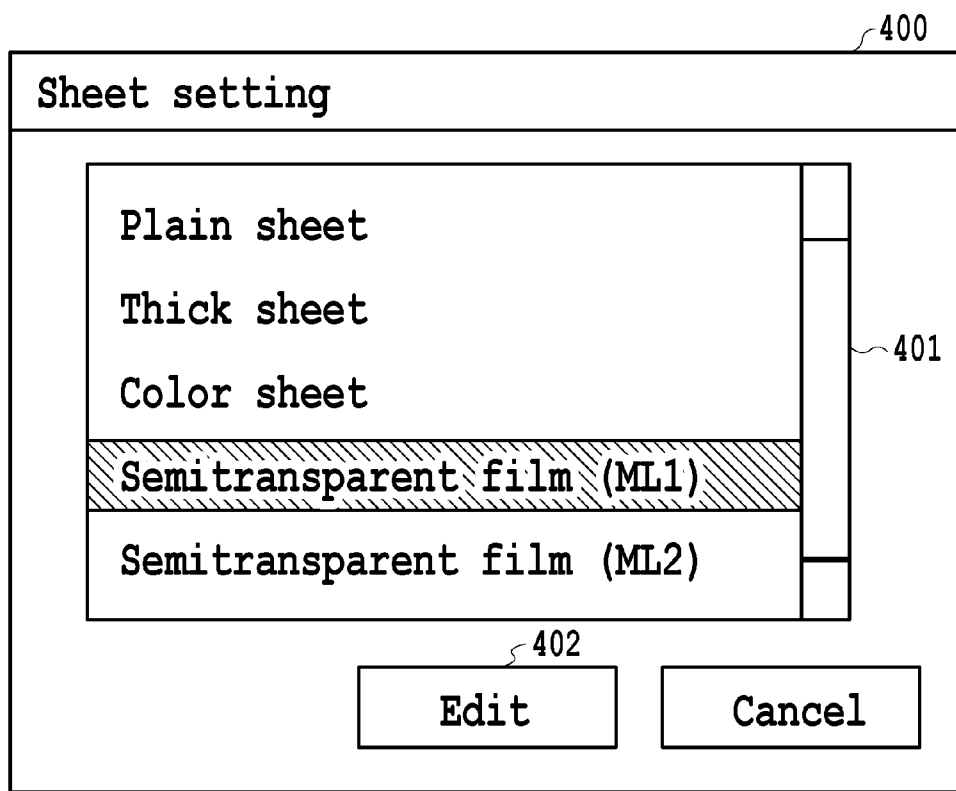 400
Sheet setting
Plain sheet
Thick sheet
401
Color sheet
Semitransparent film (ML1)
Semitransparent film (ML2)
402
Edit
Cancel